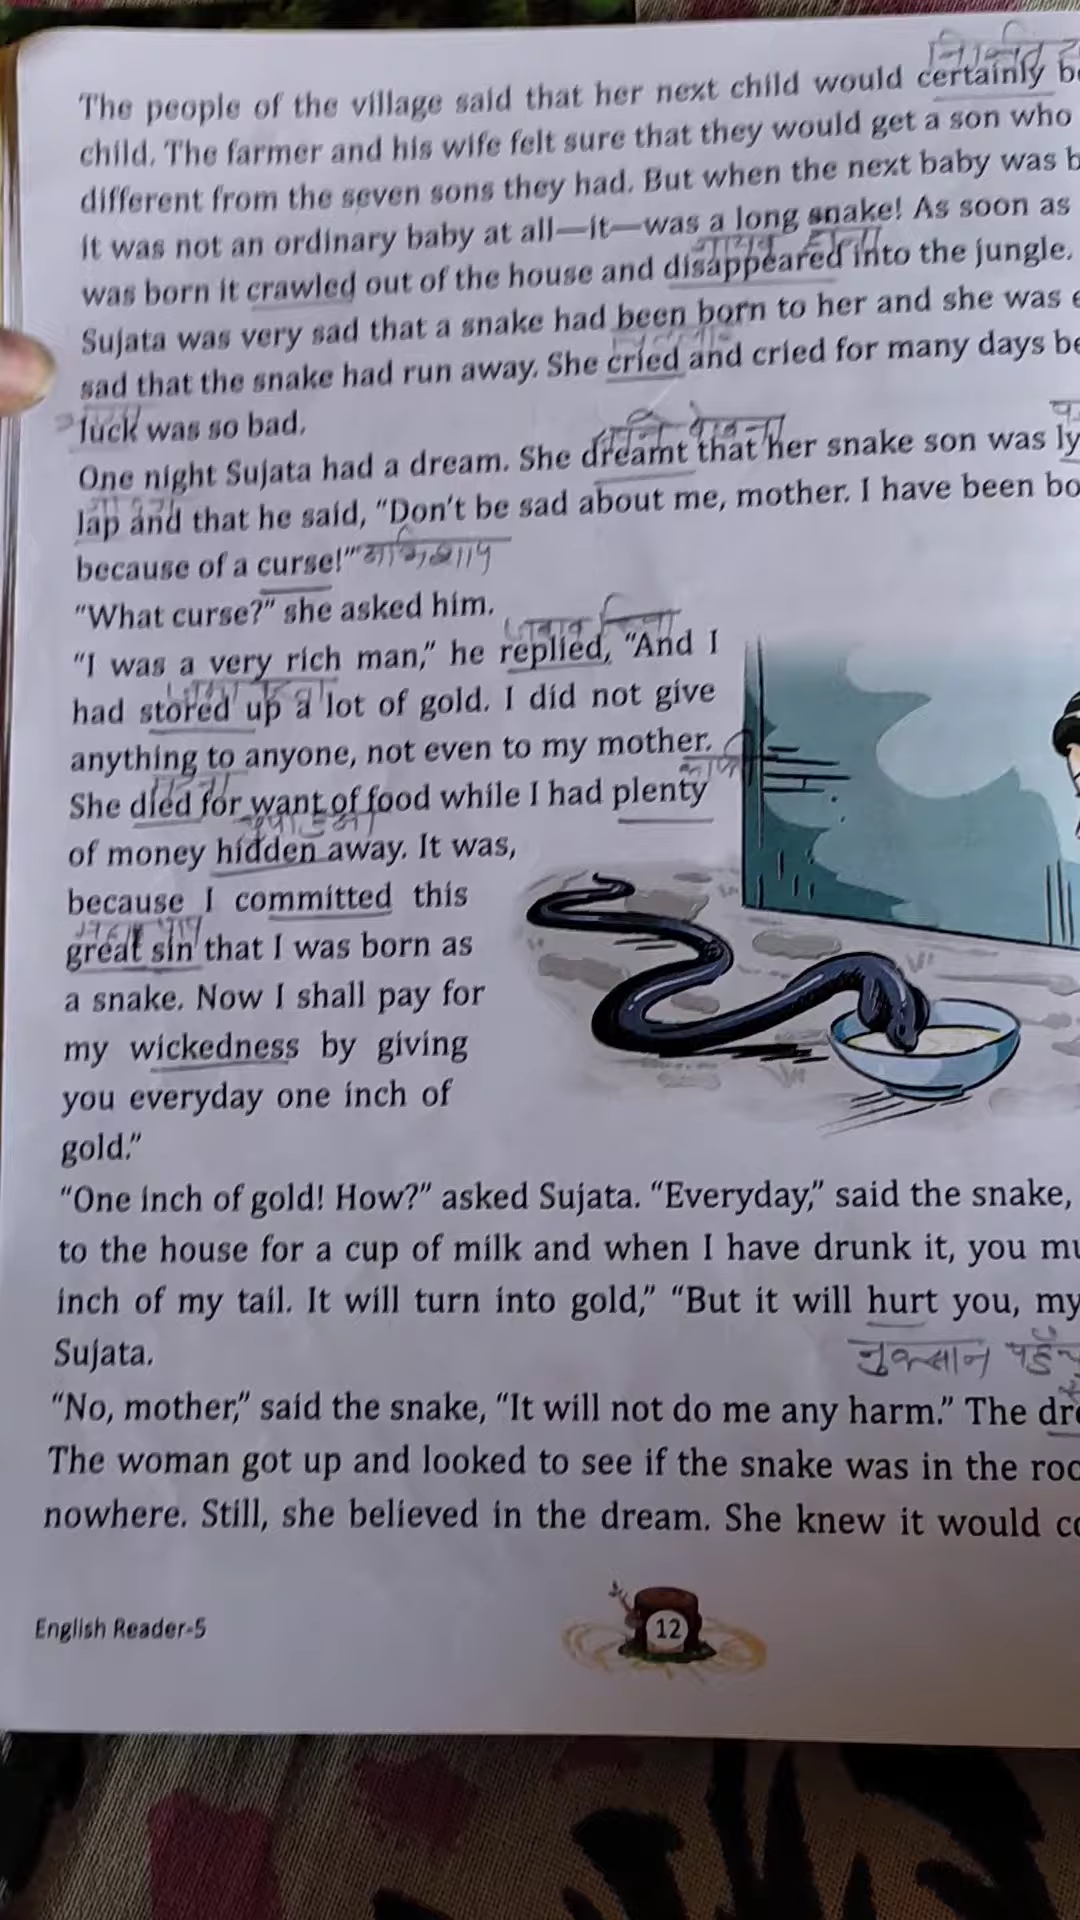 निश्चित
The people of the village said that her next child would certainly
child. The farmer and his wife felt sure that they would get a son who
different from the seven sons they had. But when the next baby was
it was not an ordinary baby at all—it—was a long snake! As soon as
गायब होना
was born it crawled out of the house and disappeared into the jungle.
Sujata was very sad that a snake had been born to her and she was
sad that the snake had run away. She cried and cried for many days
luck was so bad.
One night Sujata had a dream. She dreamt that her snake son was
lap and that he said, “Don’t be sad about me, mother. I have been
because of a curse!”
“What curse?” she asked him.
जवाब दिया
“I was a very rich man,” he replied, “And I
had stored up a lot of gold. I did not give
anything to anyone, not even to my mother.
She died for want of food while I had plenty
of money hidden away. It was,
because I committed this
great sin that I was born as
a snake. Now I shall pay for
my wickedness by giving
you everyday one inch of
gold.”
“One inch of gold! How?” asked Sujata. “Everyday,” said the snake,
to the house for a cup of milk and when I have drunk it, you
inch of my tail. It will turn into gold,” “But it will hurt you, my
Sujata.
नुकसान
“No, mother,” said the snake, “It will not do me any harm.” The
The woman got up and looked to see if the snake was in the
nowhere. Still, she believed in the dream. She knew it would
English Reader-5
12